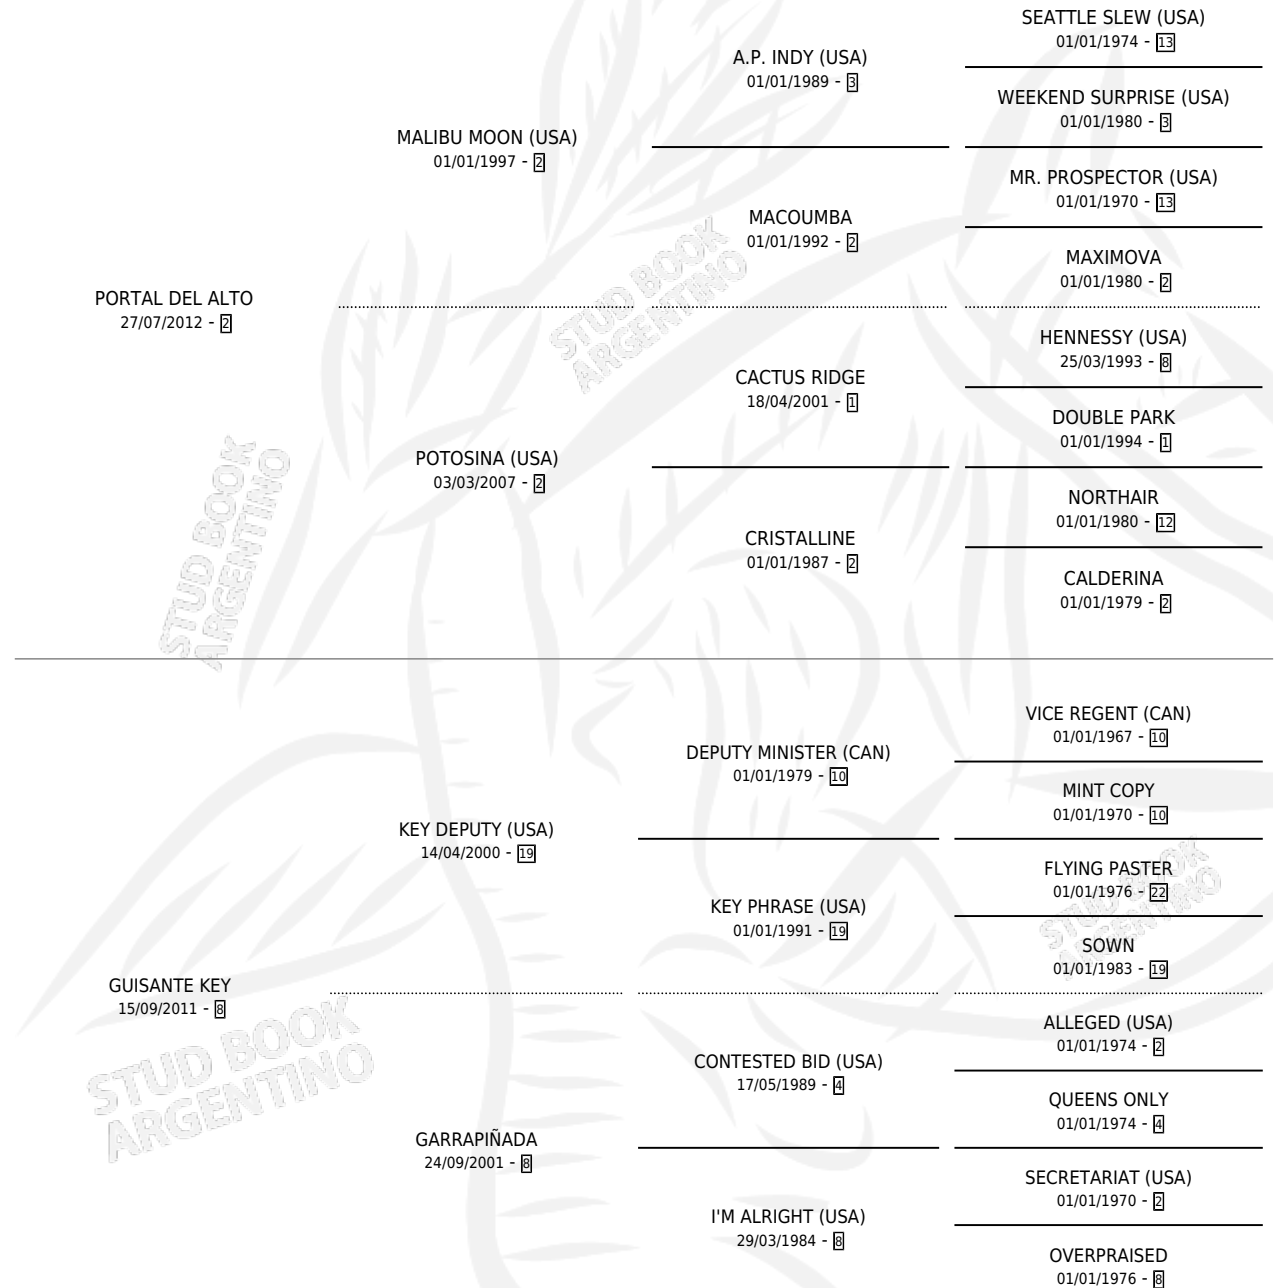 SEATTLE SLEW (USA)
01/01/1974 - 13
A.P. INDY (USA)
01/01/1989 - 3
WEEKEND SURPRISE (USA)
01/01/1980 - 3
MALIBU MOON (USA)
01/01/1997 - 2
MR. PROSPECTOR (USA)
01/01/1970 - 13
MACOUMBA
01/01/1992 - 2
MAXIMOVA
01/01/1980 - 2
PORTAL DEL ALTO
27/07/2012 - 2
HENNESSY (USA)
25/03/1993 - 8
CACTUS RIDGE
18/04/2001 - 1
DOUBLE PARK
01/01/1994 - 1
POTOSINA (USA)
03/03/2007 - 2
NORTHAIR
01/01/1980 - 12
CRISTALLINE
01/01/1987 - 2
CALDERINA
01/01/1979 - 2
STUD BOOK
ARGENTINO
STUD BOOK
ARGENTINO
VICE REGENT (CAN)
01/01/1967 - 10
DEPUTY MINISTER (CAN)
01/01/1979 - 10
MINT COPY
01/01/1970 - 10
KEY DEPUTY (USA)
14/04/2000 - 19
FLYING PASTER
01/01/1976 - 22
KEY PHRASE (USA)
01/01/1991 - 19
SOWN
01/01/1983 - 19
STUD BOOK
ARGENTINO
GUISANTE KEY
15/09/2011 - 8
ALLEGED (USA)
01/01/1974 - 2
CONTESTED BID (USA)
17/05/1989 - 4
QUEENS ONLY
01/01/1974 - 4
STUD BOOK
ARGENTINO
GARRAPIÑADA
24/09/2001 - 8
SECRETARIAT (USA)
01/01/1970 - 2
I'M ALRIGHT (USA)
29/03/1984 - 8
OVERPRAISED
01/01/1976 - 8